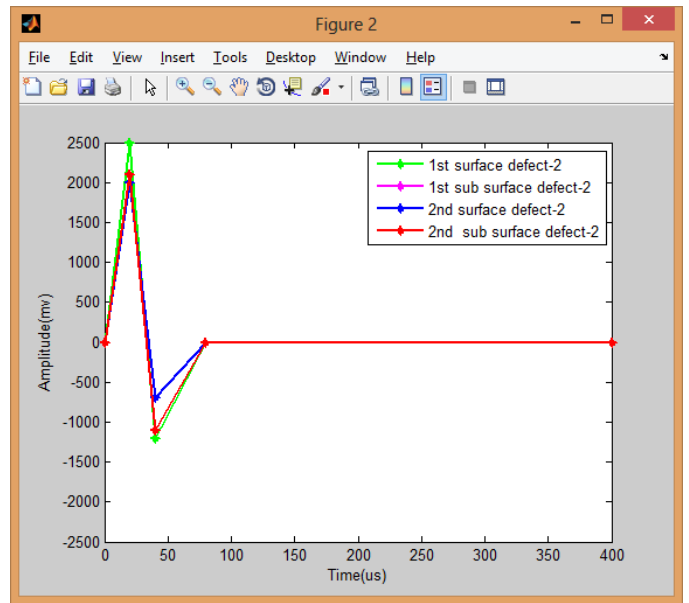 Figure 2
File Edit View Insert Tools Desktop Window Help
2500
2000
1500
1000
500
0
-500
-1000
-1500
-2000
-2500
Amplitude(mv)
1st surface defect-2
1st sub surface defect-2
2nd surface defect-2
2nd  sub surface defect-2
0 50 100 150 200 250 300 350 400
Time(us)